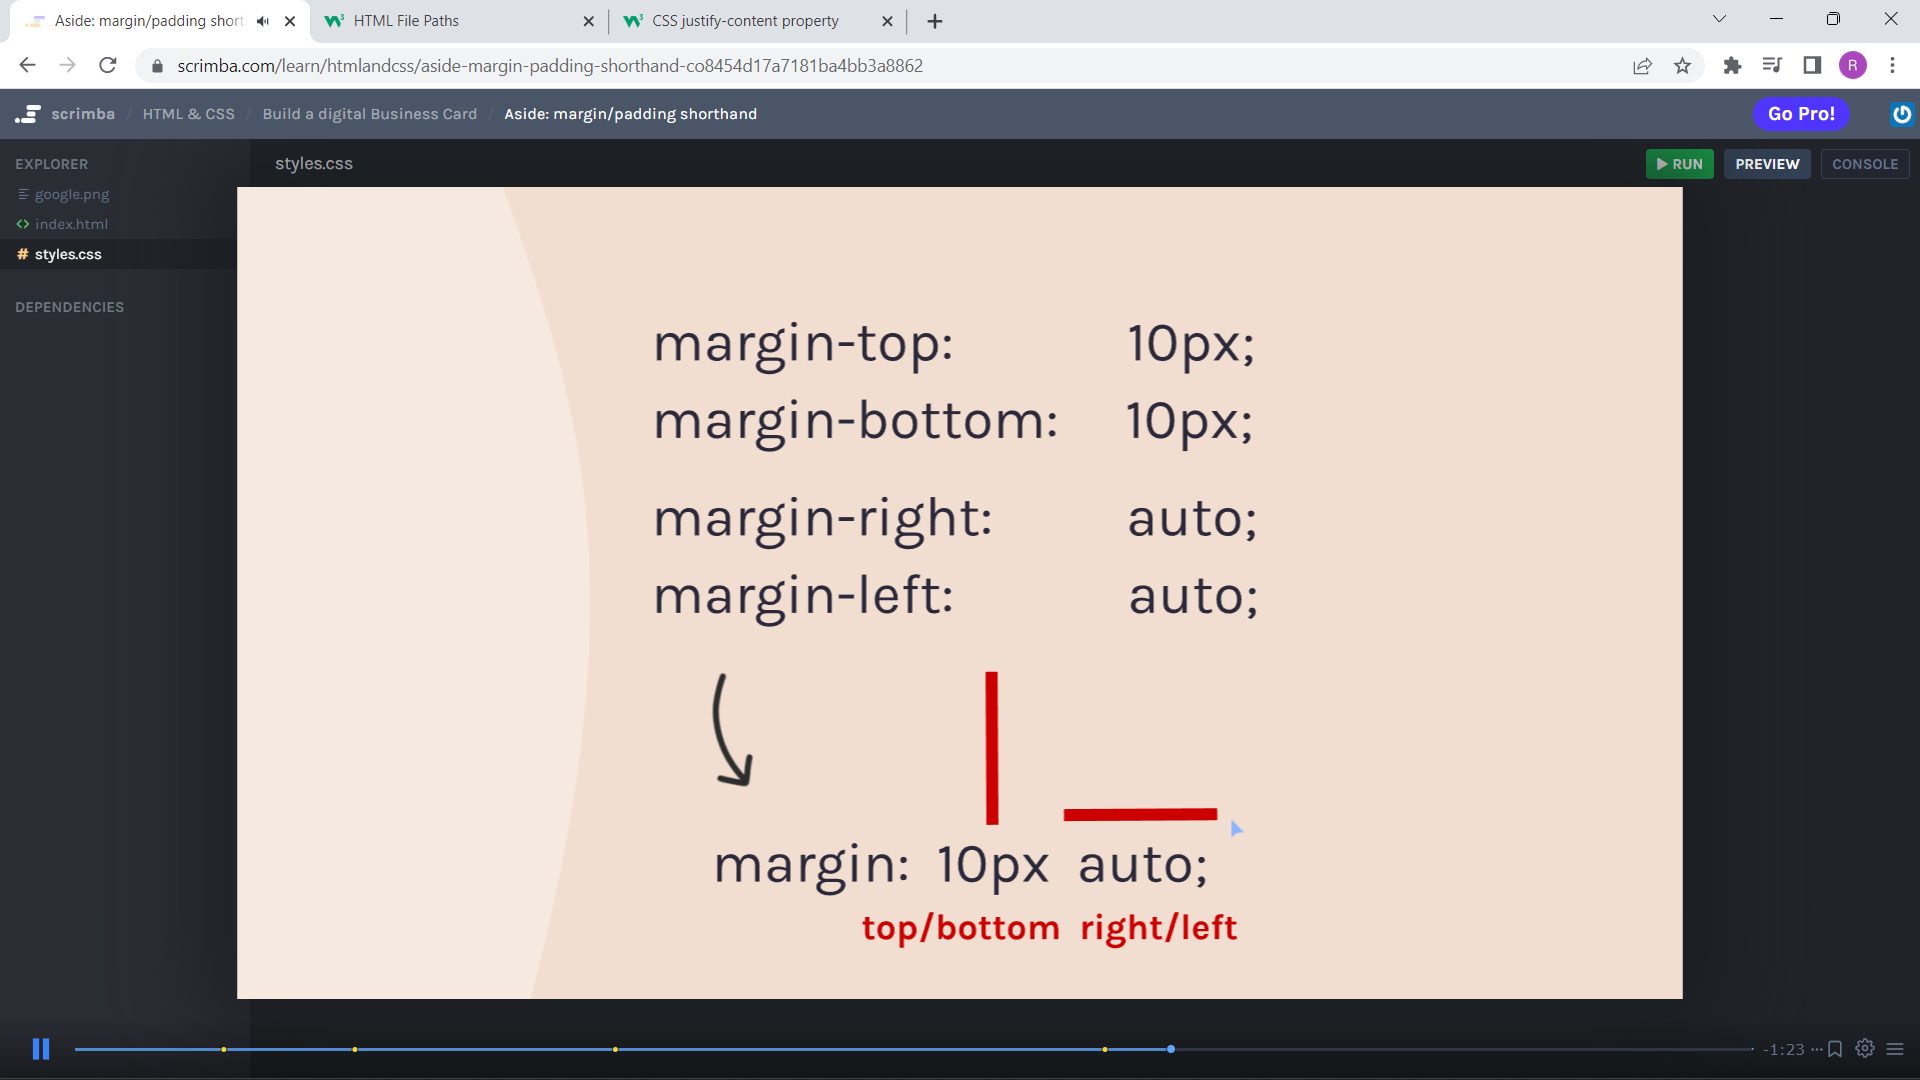 Aside: margin/padding short
HTML File Paths
CSS justify-content property
scrimba.com/learn/htmlandcss/aside-margin-padding-shorthand-co8454d17a7181ba4bb3a8862
R
scrimba / HTML & CSS / Build a digital Business Card / Aside: margin/padding shorthand
Go Pro!
EXPLORER
styles.css
RUN
PREVIEW
CONSOLE
google.png
index.html
# styles.css
DEPENDENCIES
margin-top: 10px;
margin-bottom: 10px;
margin-right: auto;
margin-left: auto;
margin: 10px auto;
top/bottom right/left
-1:23